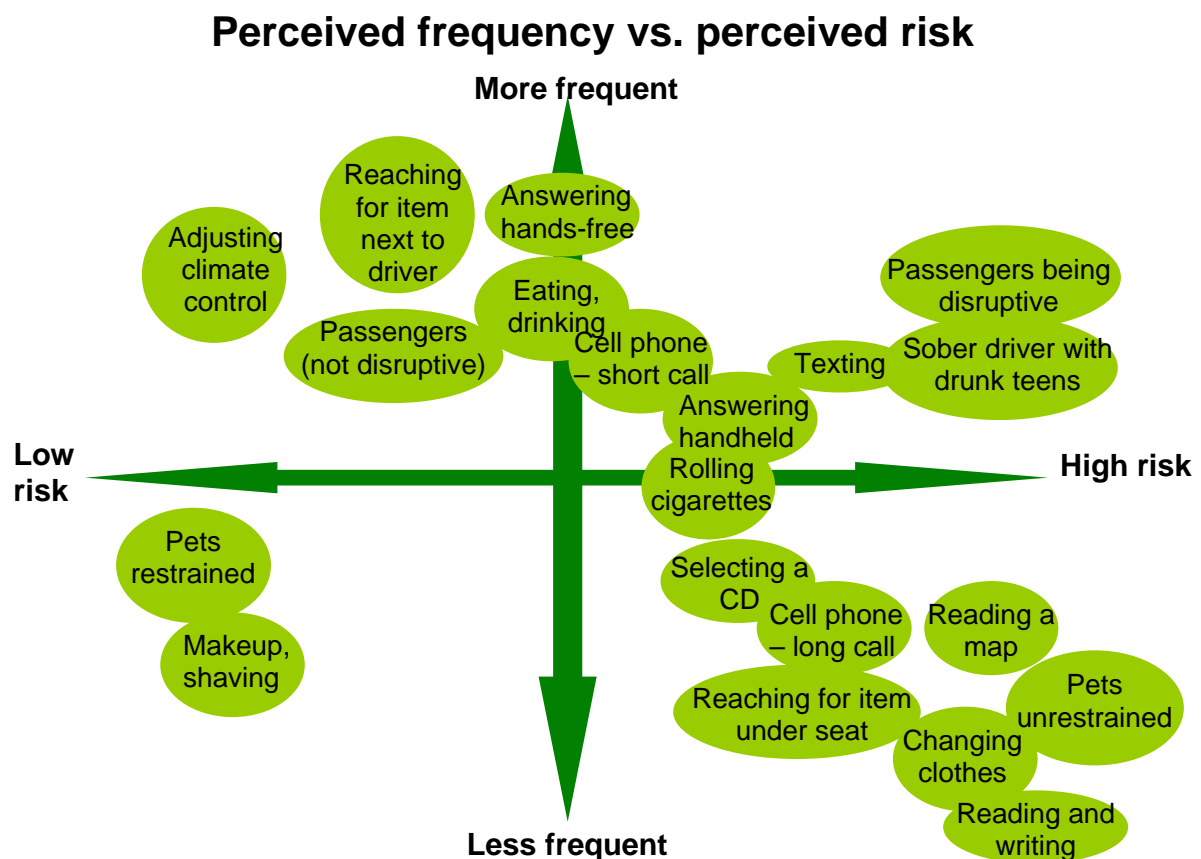 Perceived frequency vs. perceived risk
More frequent
Reaching
for item
next to
driver
Answering
hands-free
Adjusting
climate
control
Passengers being
disruptive
Eating,
drinking
Passengers
(not disruptive)
Cell phone
– short call
Texting
Sober driver with
drunk teens
Answering
handheld
Low
risk
High risk
Rolling
cigarettes
Pets
restrained
Selecting a
CD
Cell phone
– long call
Reading a
map
Makeup,
shaving
Reaching for item
under seat
Pets
unrestrained
Changing
clothes
Reading and
writing
Less frequent